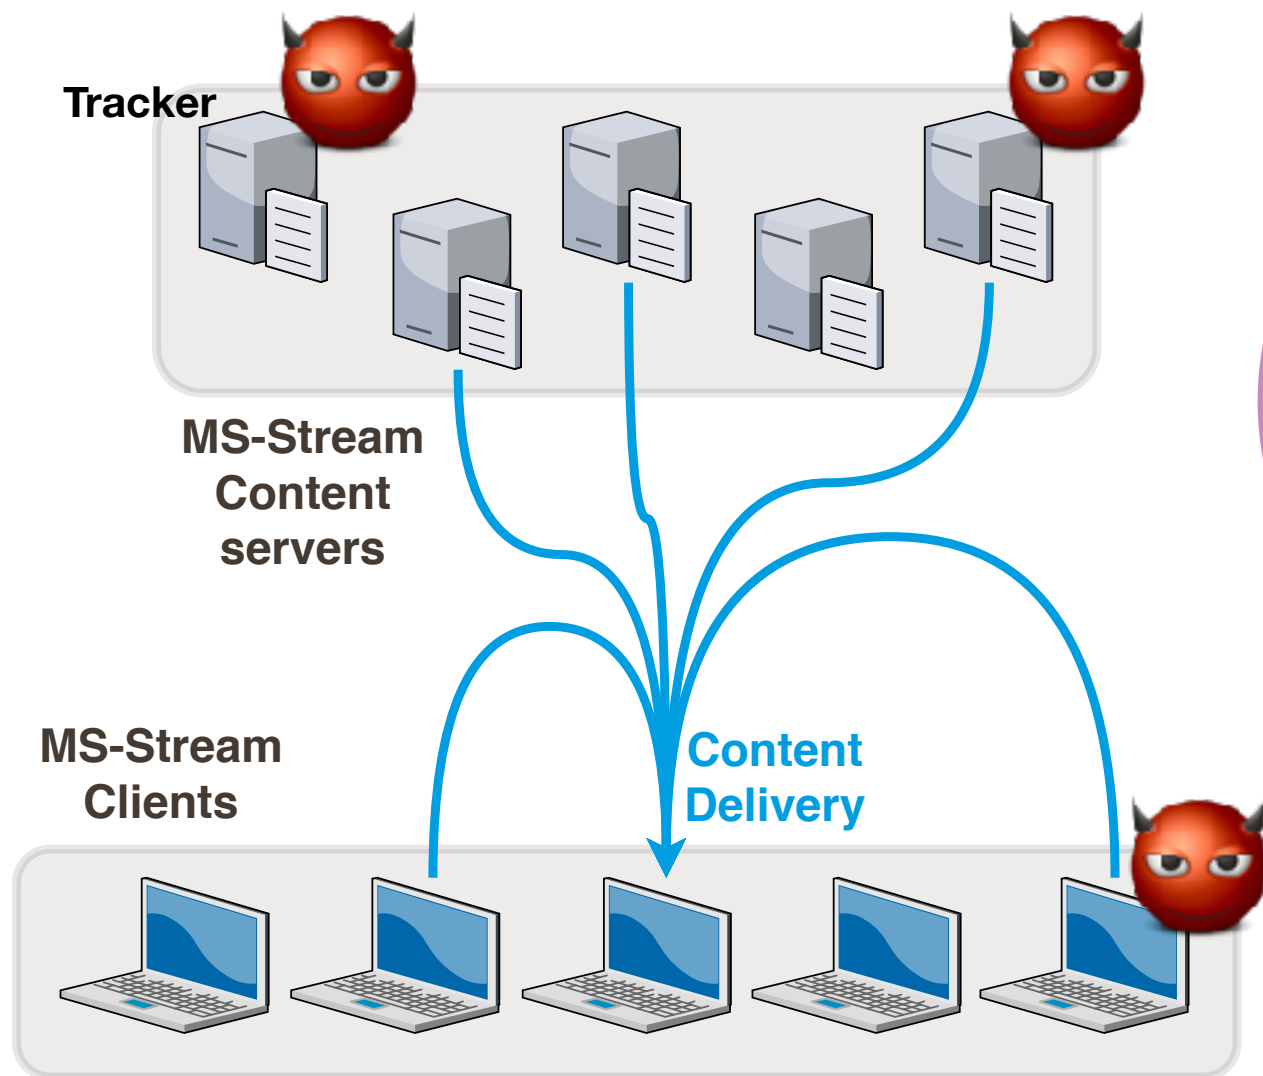 Tracker
MS-Stream
Content
servers
MS-Stream
Clients
Content
Delivery